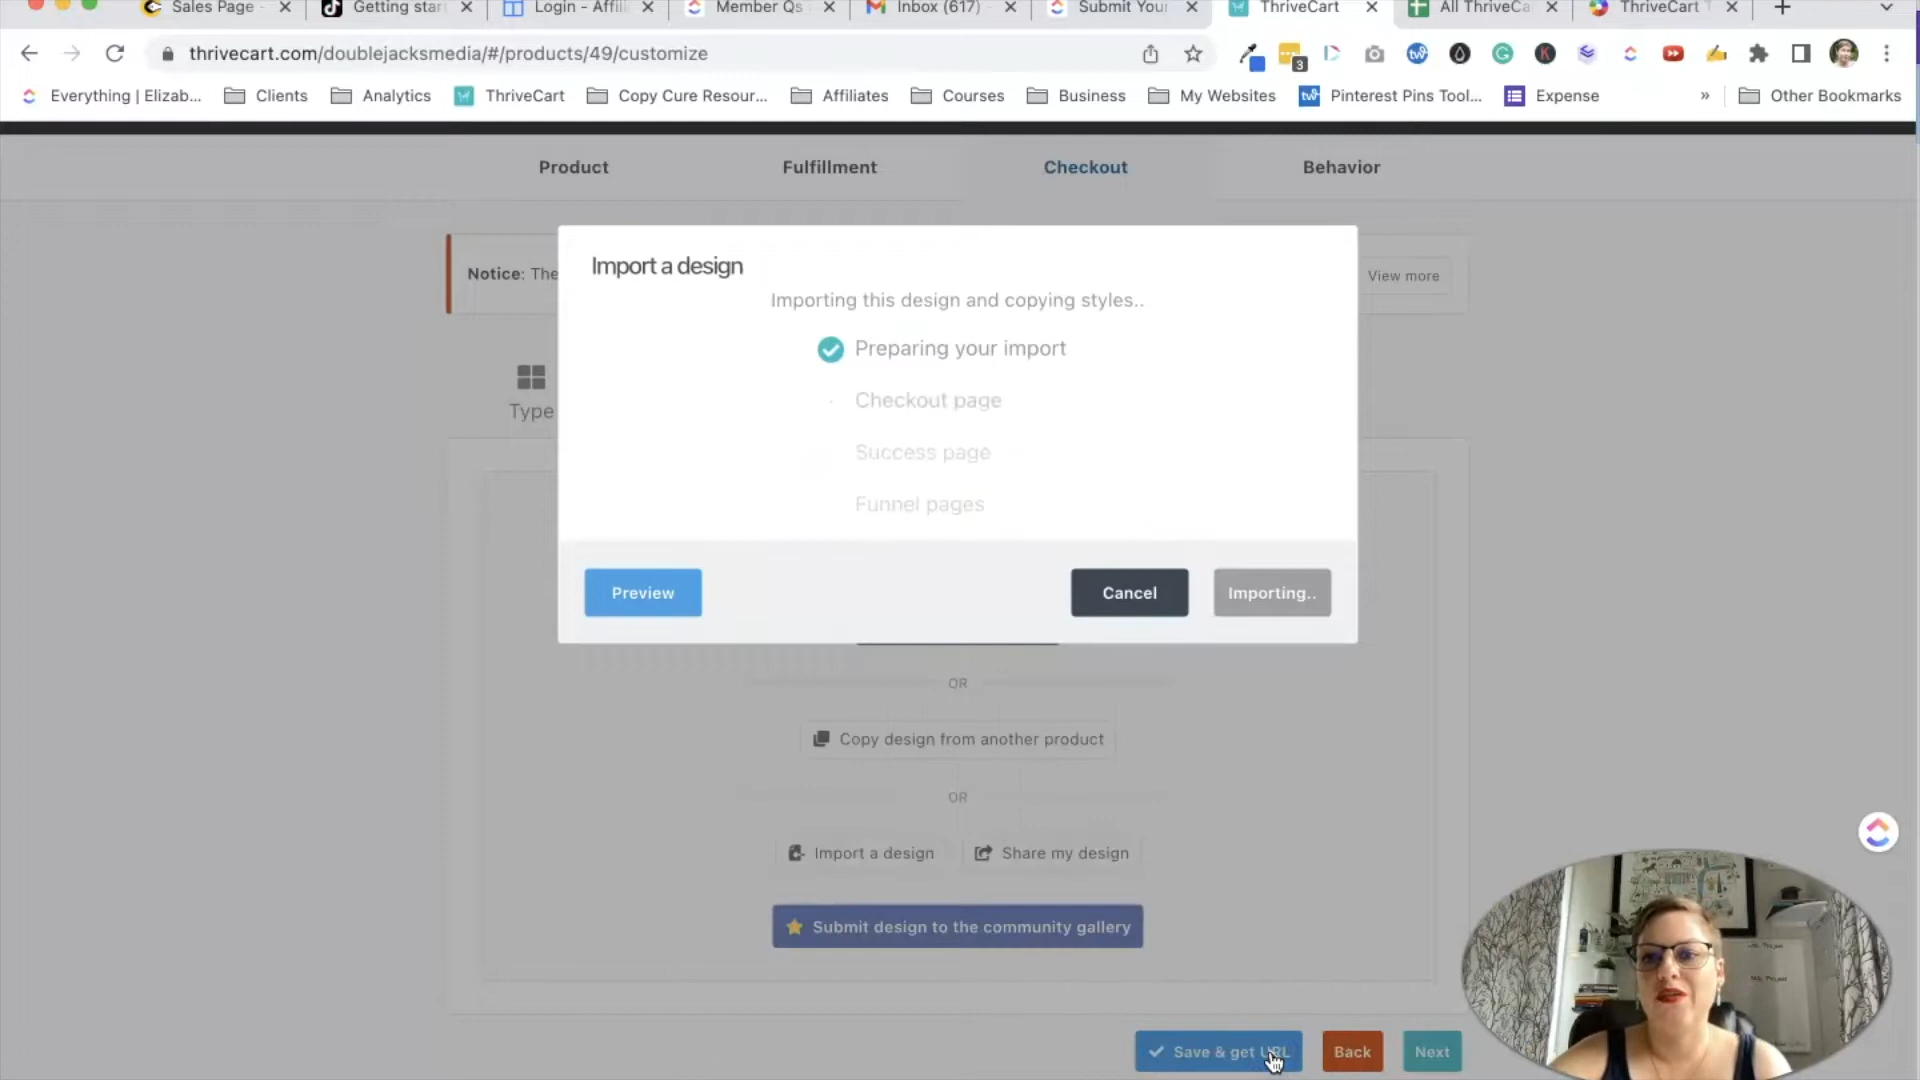 Sales Page -
Getting star
Login - Affili
Member Qs
Inbox (617)
Submit Your
ThriveCart
All ThriveCa
ThriveCart T
thrivecart.com/doublejacksmedia/#/products/49/customize
3
Everything | Elizab...
Clients
Analytics
ThriveCart
Copy Cure Resour...
Affiliates
Courses
Business
My Websites
Pinterest Pins Tool...
Expense
»
Other Bookmarks
Product
Fulfillment
Checkout
Behavior
Notice: The
View more
Type
Import a design
Importing this design and copying styles..
Preparing your import
Checkout page
Success page
Funnel pages
Preview
Cancel
Importing..
OR
Copy design from another product
OR
Import a design
Share my design
Submit design to the community gallery
Save & get URL
Back
Next